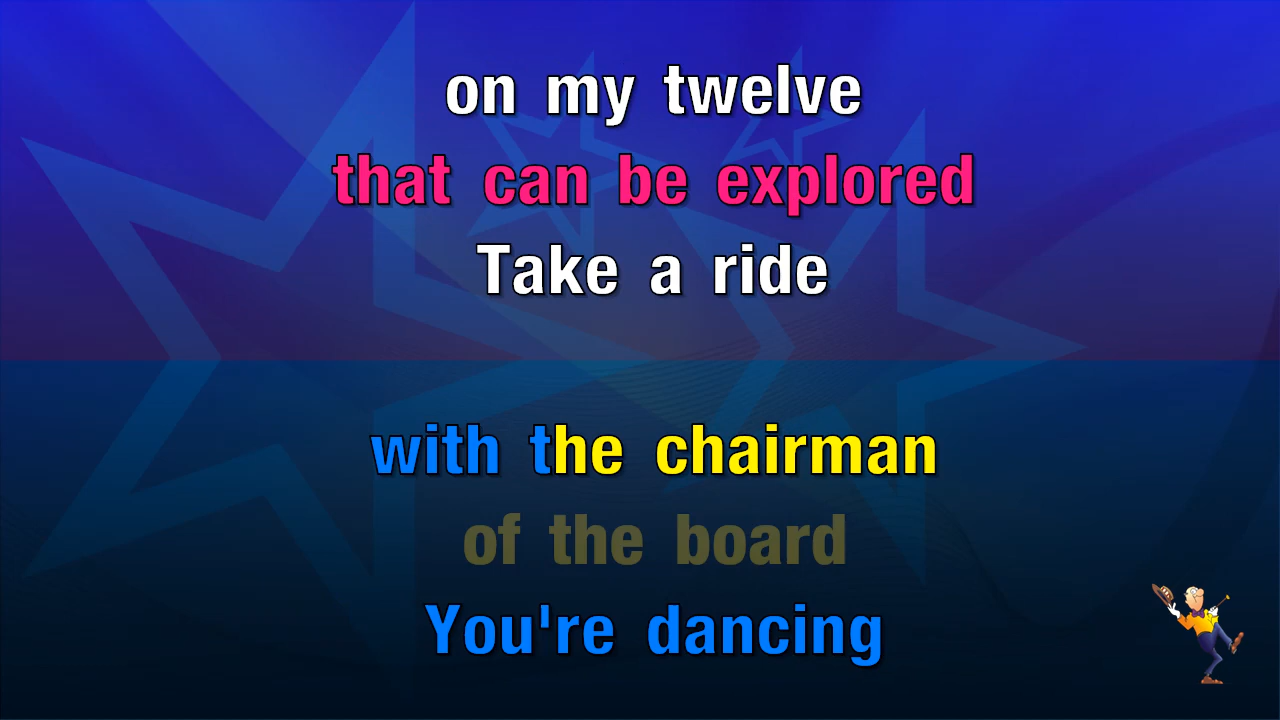 on my twelve
that can be explored
Take a ride
with the chairman
of the board
You're dancing